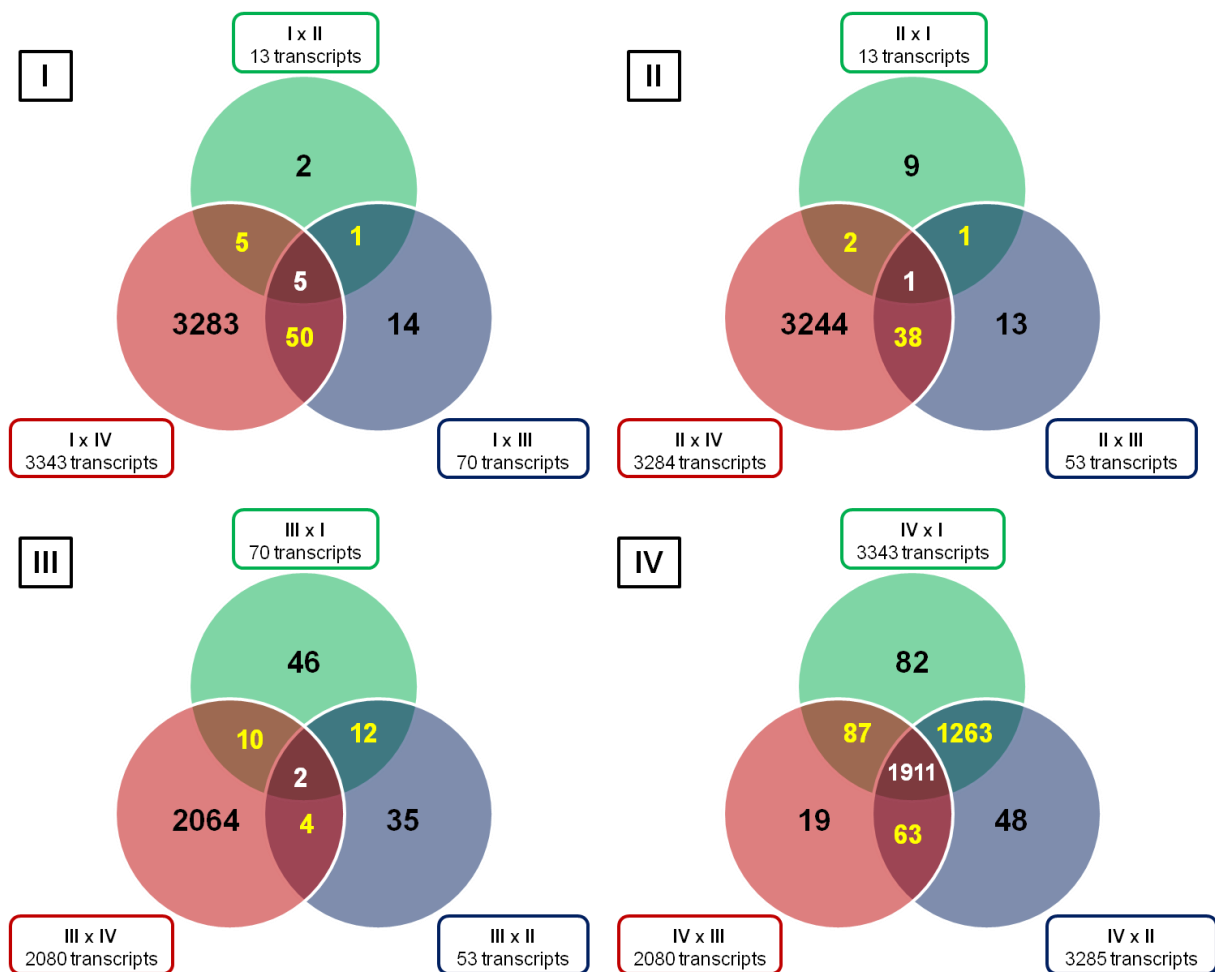 I x II
13 transcripts
I
2
5
1
5
3283
50
14
I x IV
3343 transcripts
I x III
70 transcripts
II x I
13 transcripts
II
9
2
1
1
3244
38
13
II x IV
3284 transcripts
II x III
53 transcripts
III x I
70 transcripts
III
46
10
12
2
2064
4
35
III x IV
2080 transcripts
III x II
53 transcripts
IV x I
3343 transcripts
IV
82
87
1263
1911
19
63
48
IV x III
2080 transcripts
IV x II
3285 transcripts